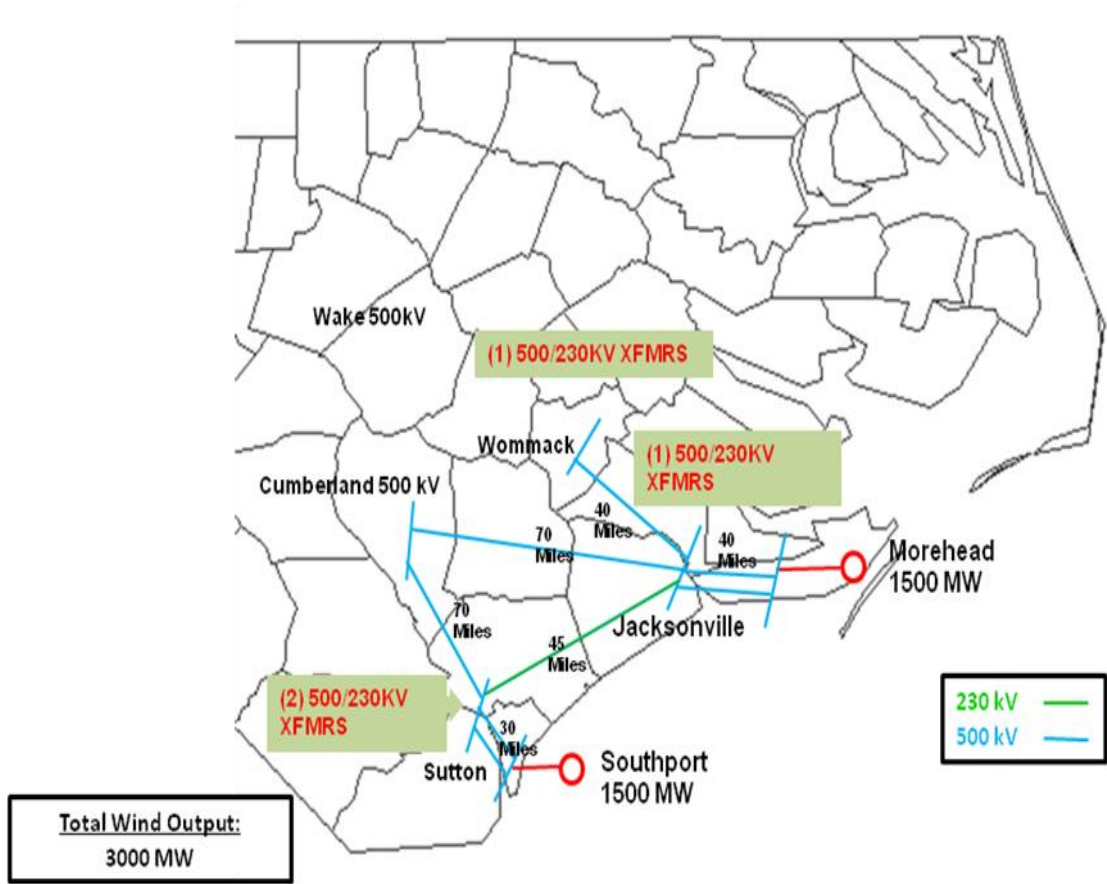 Wake 500kV
(1) 500/230KV XFMRS
Wommack
(1) 500/230KV
XFMRS
Cumberland 500 kV
40
Miles
70
Miles
40
Miles
Morehead
1500 MW
70
Miles
Jacksonville
45
Miles
(2) 500/230KV
XFMRS
30
Miles
Sutton
Southport
1500 MW
230 kV
500 kV
Total Wind Output:
3000 MW